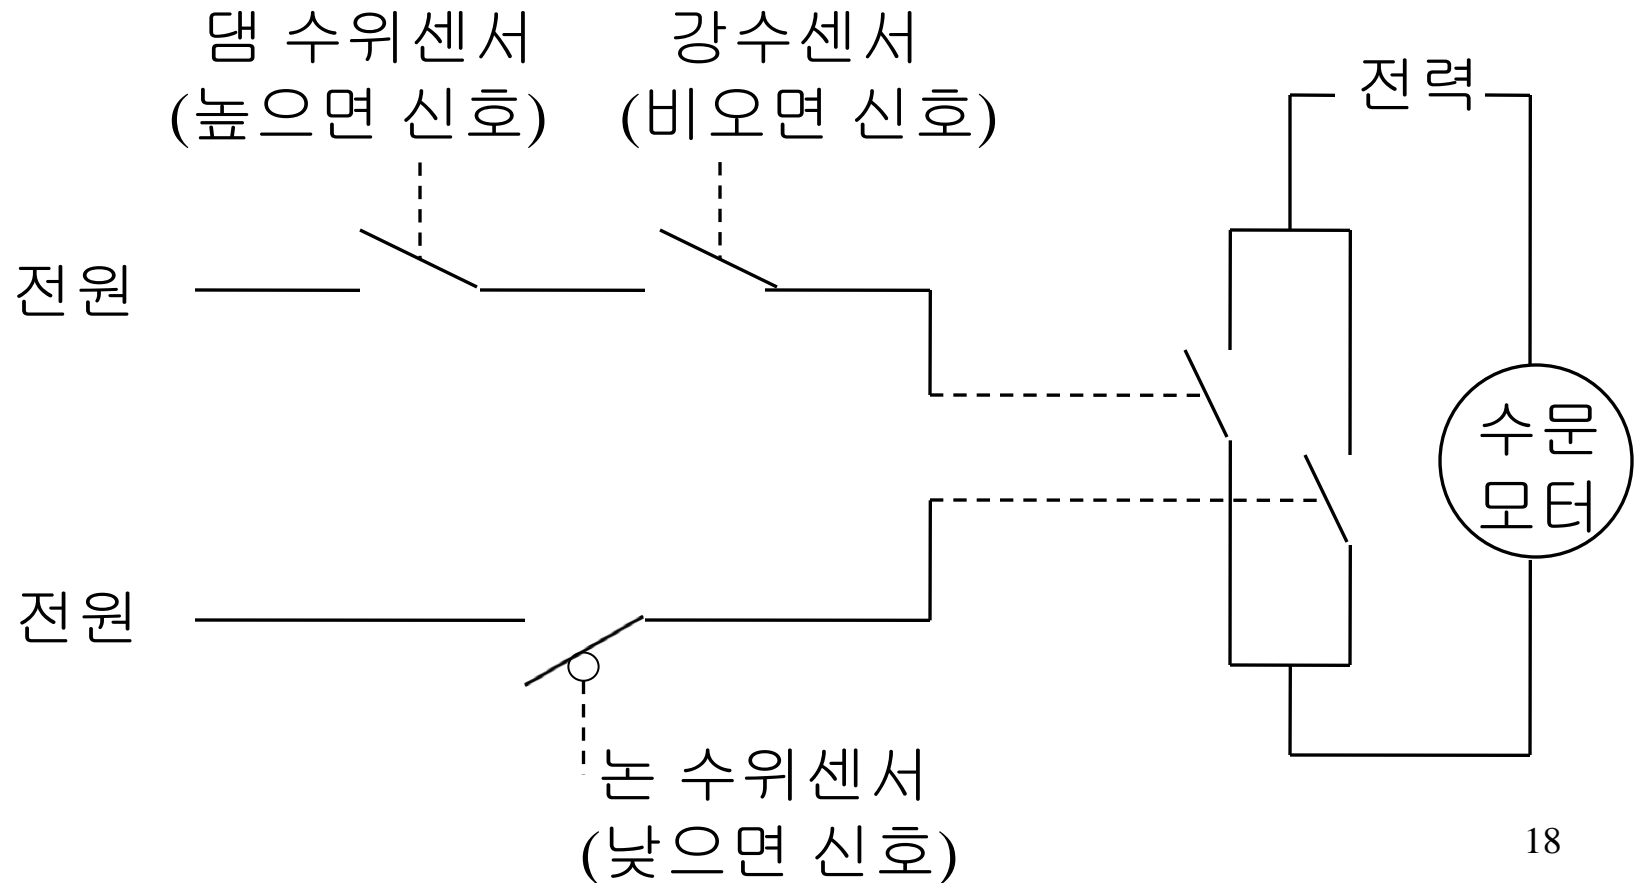 댐 수위센서
(높으면 신호)
강수센서
(비오면 신호)
전력
전원
수문
모터
전원
논 수위센서
(낮으면 신호)
18